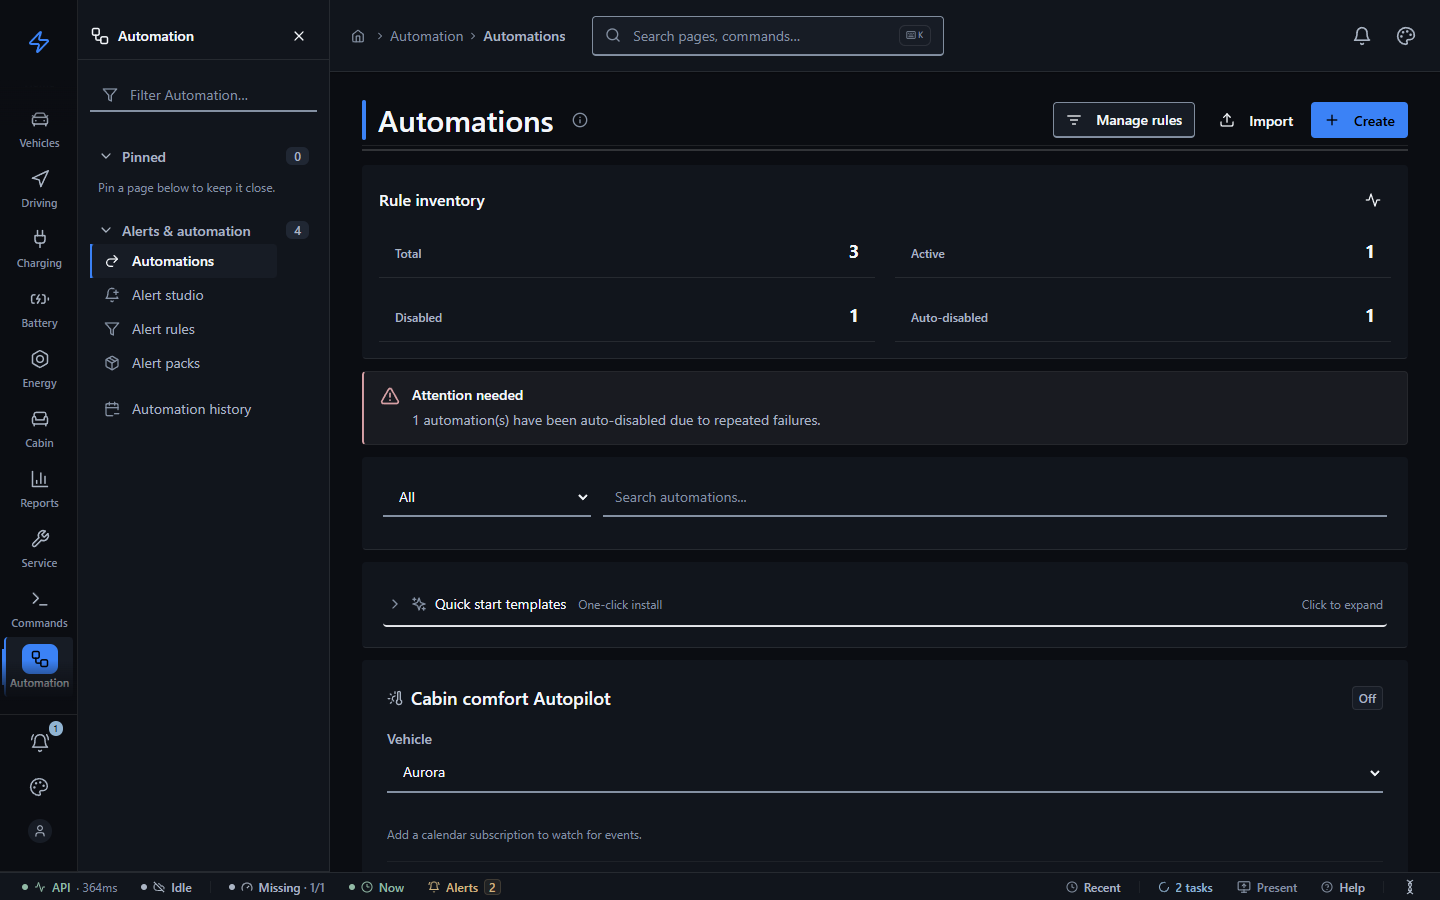 Automation
Filter Automation...
Pinned
0
Pin a page below to keep it close.
Alerts & automation
4
Automations
Alert studio
Alert rules
Alert packs
Automation history
Vehicles
Driving
Charging
Battery
Energy
Cabin
Reports
Service
Commands
Automation
1
Automation
Automations
Search pages, commands...
K
Automations
Manage rules
Import
Create
Rule inventory
Total
3
Active
1
Disabled
1
Auto-disabled
1
Attention needed
1 automation(s) have been auto-disabled due to repeated failures.
All
Search automations...
Quick start templates
One-click install
Click to expand
Cabin comfort Autopilot
Off
Vehicle
Aurora
Add a calendar subscription to watch for events.
API · 364ms
Idle
Missing · 1/1
Now
Alerts 2
Recent
2 tasks
Present
Help